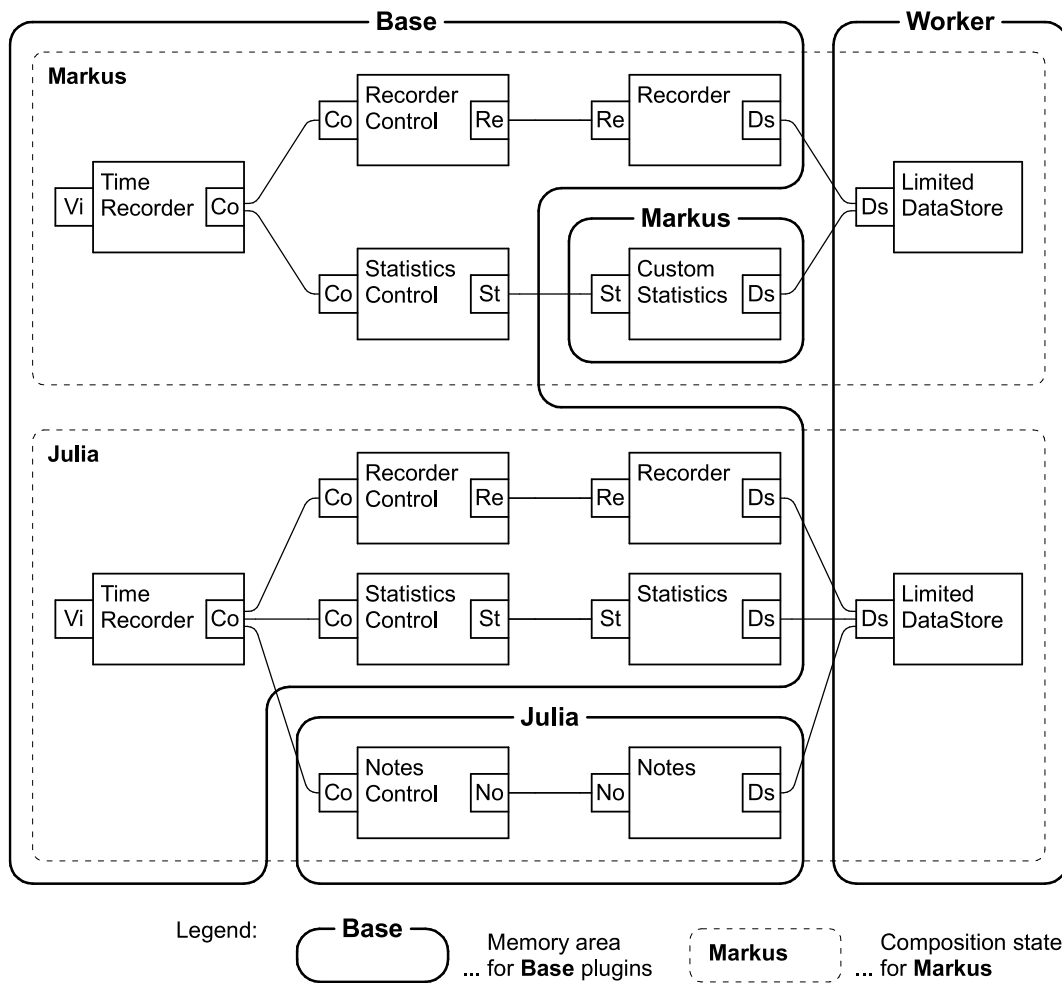 Base
Worker
Markus
Recorder
Control
Co
Re
Recorder
Re
Ds
Time
Recorder
Vi
Co
Limited
DataStore
Ds
Markus
Statistics
Control
Co
St
Custom
Statistics
St
Ds
Julia
Recorder
Control
Co
Re
Recorder
Re
Ds
Time
Recorder
Vi
Co
Statistics
Control
Co
St
Statistics
St
Ds
Limited
DataStore
Ds
Julia
Notes
Control
Co
No
Notes
No
Ds
Legend:
Base
Memory area
... for Base plugins
Markus
Composition state
... for Markus